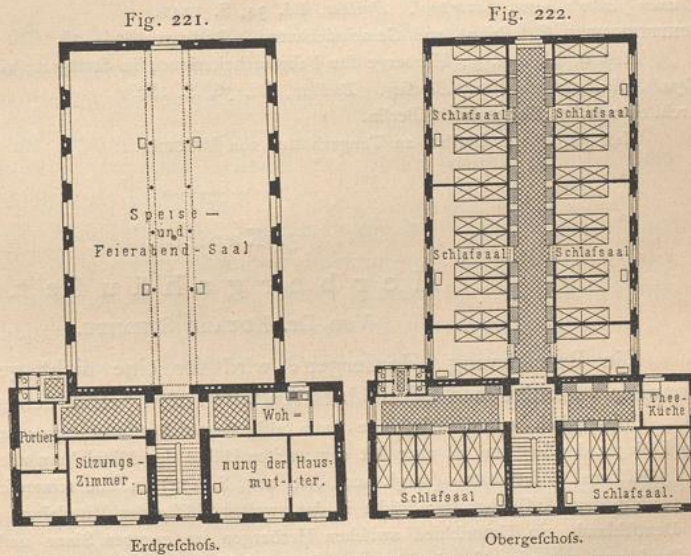 Fig. 221.
Speise —
und
Feierabend - Saal
Portier
Sitzungs -
Zimmer.
Woh =
nung der Haus=
mut- ter.
Erdgeſchoſs.
Fig. 222.
Schlafsaal
Schlafsaal
Schlafsaal
Schlafsaal
Thee-
Küche
Schlafsaal
Schlafsaal.
Obergeſchoſs.